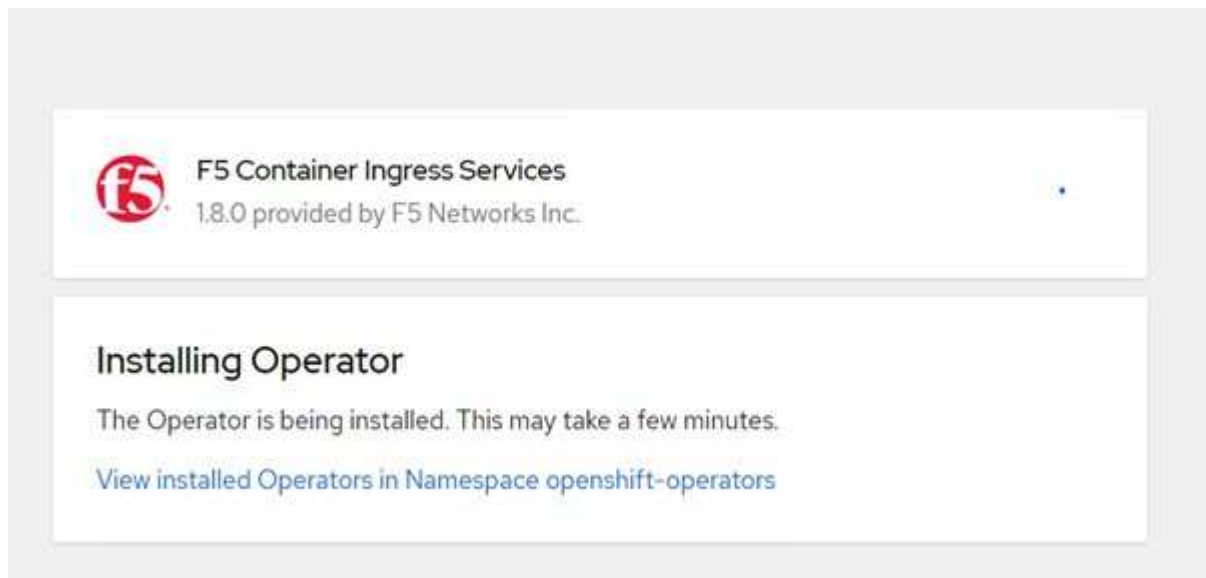 f5
F5 Container Ingress Services
1.8.0 provided by F5 Networks Inc.
Installing Operator
The Operator is being installed. This may take a few minutes.
View installed Operators in Namespace openshift-operators